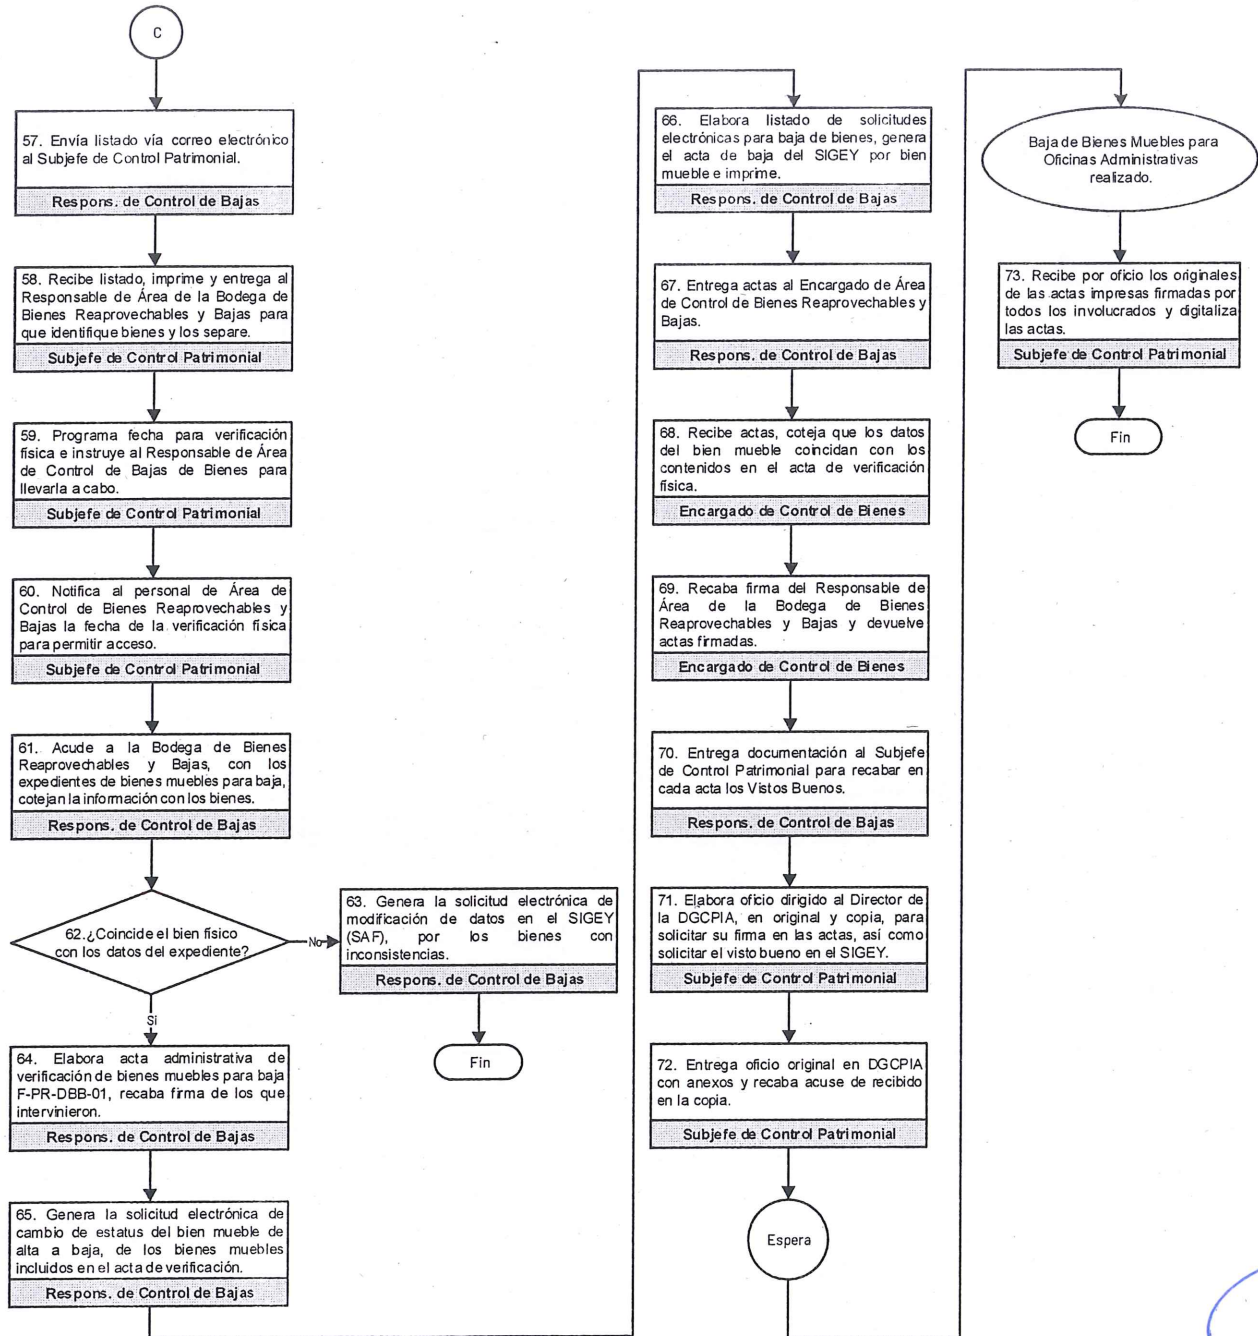 C
57. Envía listado vía correo electrónico
al Subjefe de Control Patrimonial.
Respons. de Control de Bajas
58. Recibe listado, imprime y entrega al
Responsable de Área de la Bodega de
Bienes Reaprovechables y Bajas para
que identifique bienes y los separe.
Subjefe de Control Patrimonial
59. Programa fecha para verificación
física e instruye al Responsable de Área
de Control de Bajas de Bienes para
llevarla a cabo.
Subjefe de Control Patrimonial
60. Notifica al personal de Área de
Control de Bienes Reaprovechables y
Bajas la fecha de la verificación física
para permitir acceso.
Subjefe de Control Patrimonial
61. Acude a la Bodega de Bienes
Reaprovechables y Bajas, con los
expedientes de bienes muebles para baja,
cotejan la información con los bienes.
Respons. de Control de Bajas
62.¿Coincide el bien físico
con los datos del expediente?
No
63. Genera la solicitud electrónica de
modificación de datos en el SIGEY
(SAF), por los bienes con
inconsistencias.
Respons. de Control de Bajas
Fin
Si
64. Elabora acta administrativa de
verificación de bienes muebles para baja
F-PR-DBB-01, recaba firma de los que
intervinieron.
Respons. de Control de Bajas
65. Genera la solicitud electrónica de
cambio de estatus del bien mueble de
alta a baja, de los bienes muebles
incluidos en el acta de verificación.
Respons. de Control de Bajas
66. Elabora listado de solicitudes
electrónicas para baja de bienes, genera
el acta de baja del SIGEY por bien
mueble e imprime.
Respons. de Control de Bajas
67. Entrega actas al Encargado de Área
de Control de Bienes Reaprovechables y
Bajas.
Respons. de Control de Bajas
68. Recibe actas, coteja que los datos
del bien mueble coincidan con los
contenidos en el acta de verificación
física.
Encargado de Control de Bienes
69. Recaba firma del Responsable de
Área de la Bodega de Bienes
Reaprovechables y Bajas y devuelve
actas firmadas.
Encargado de Control de Bienes
70. Entrega documentación al Subjefe
de Control Patrimonial para recabar en
cada acta los Vistos Buenos.
Respons. de Control de Bajas
71. Elabora oficio dirigido al Director de
la DGCPIA, en original y copia, para
solicitar su firma en las actas, así como
solicitar el visto bueno en el SIGEY.
Subjefe de Control Patrimonial
72. Entrega oficio original en DGCPIA
con anexos y recaba acuse de recibido
en la copia.
Subjefe de Control Patrimonial
Espera
Baja de Bienes Muebles para
Oficinas Administrativas
realizado.
73. Recibe por oficio los originales
de las actas impresas firmadas por
todos los involucrados y digitaliza
las actas.
Subjefe de Control Patrimonial
Fin